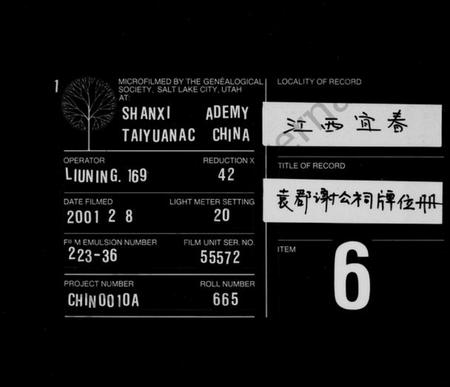 1
MICROFILMED BY THE GENEALOGICAL
SOCIETY, SALT LAKE CITY, UTAH
AT:
SHANXI ADEMY
TAIYUANAC CHINA
OPERATOR
LIUNING. 169
REDUCTION X
42
DATE FILMED
2001 2 8
LIGHT METER SETTING
20
FILM EMULSION NUMBER
223-36
FILM UNIT SER. NO.
55572
PROJECT NUMBER
CHIN0010A
ROLL NUMBER
665
LOCALITY OF RECORD
江西宜春
TITLE OF RECORD
袁郡谢公祠牌位册
ITEM
6